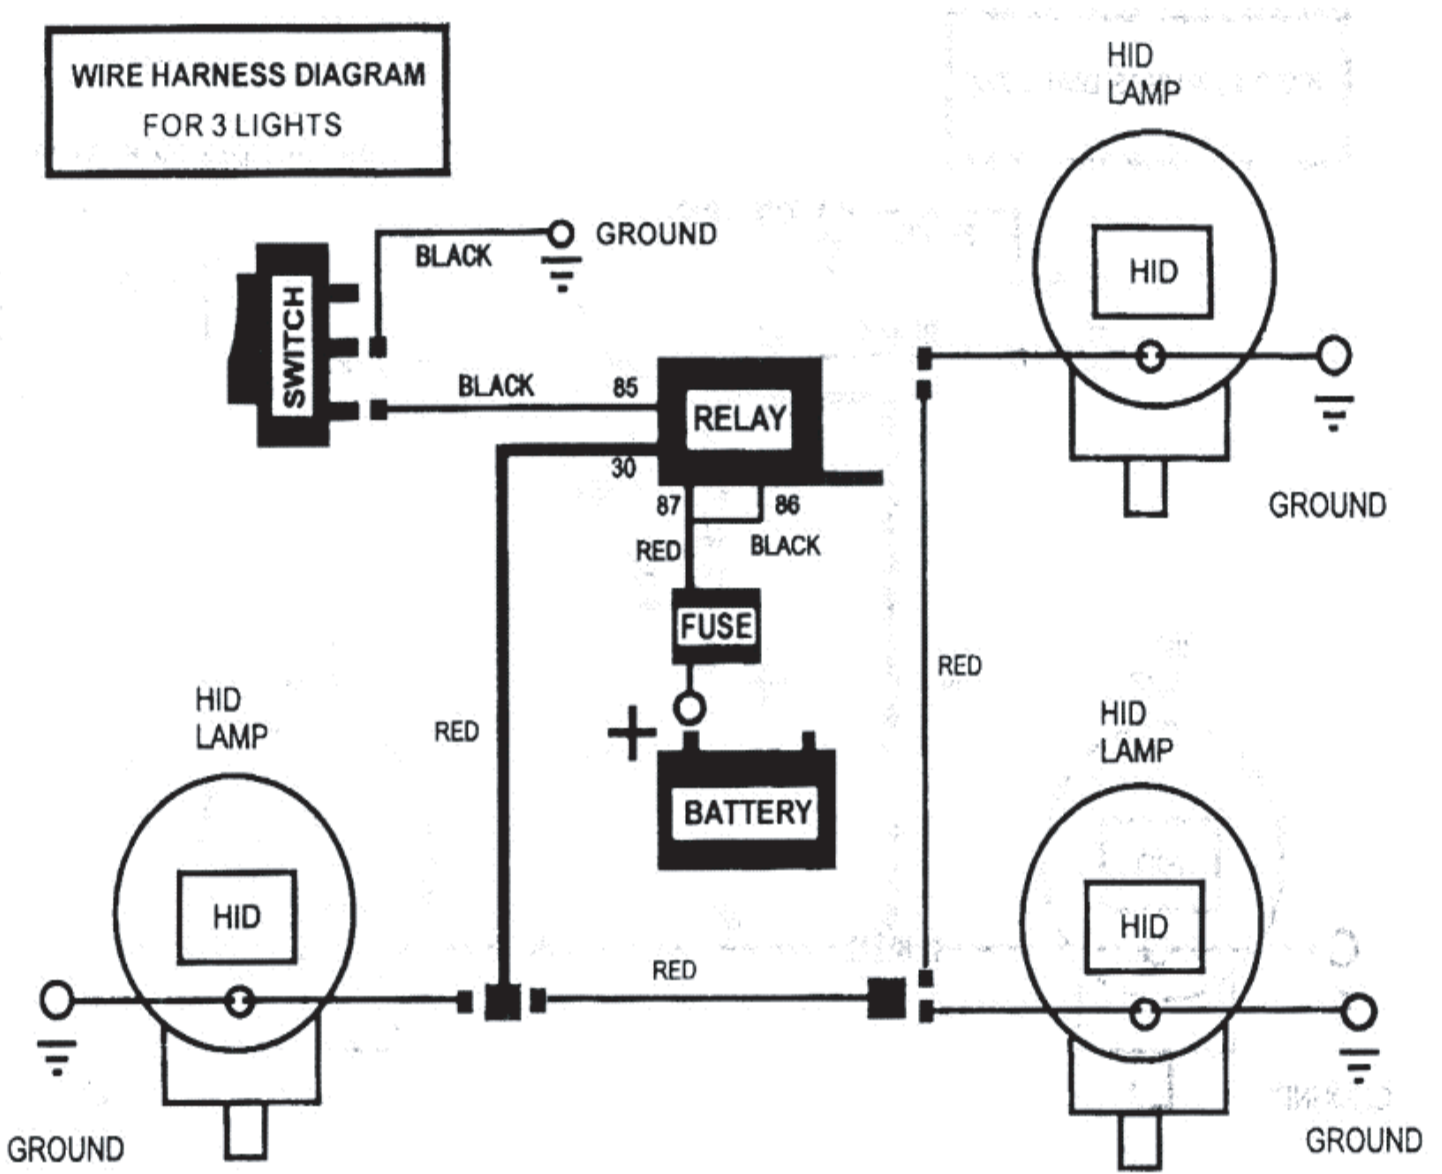 WIRE HARNESS DIAGRAM
FOR 3 LIGHTS
HID
LAMP
HID
GROUND
GROUND
BLACK
SWITCH
BLACK
85
RELAY
30
87
86
RED
BLACK
FUSE
RED
+
BATTERY
RED
RED
HID
LAMP
HID
GROUND
HID
LAMP
HID
GROUND